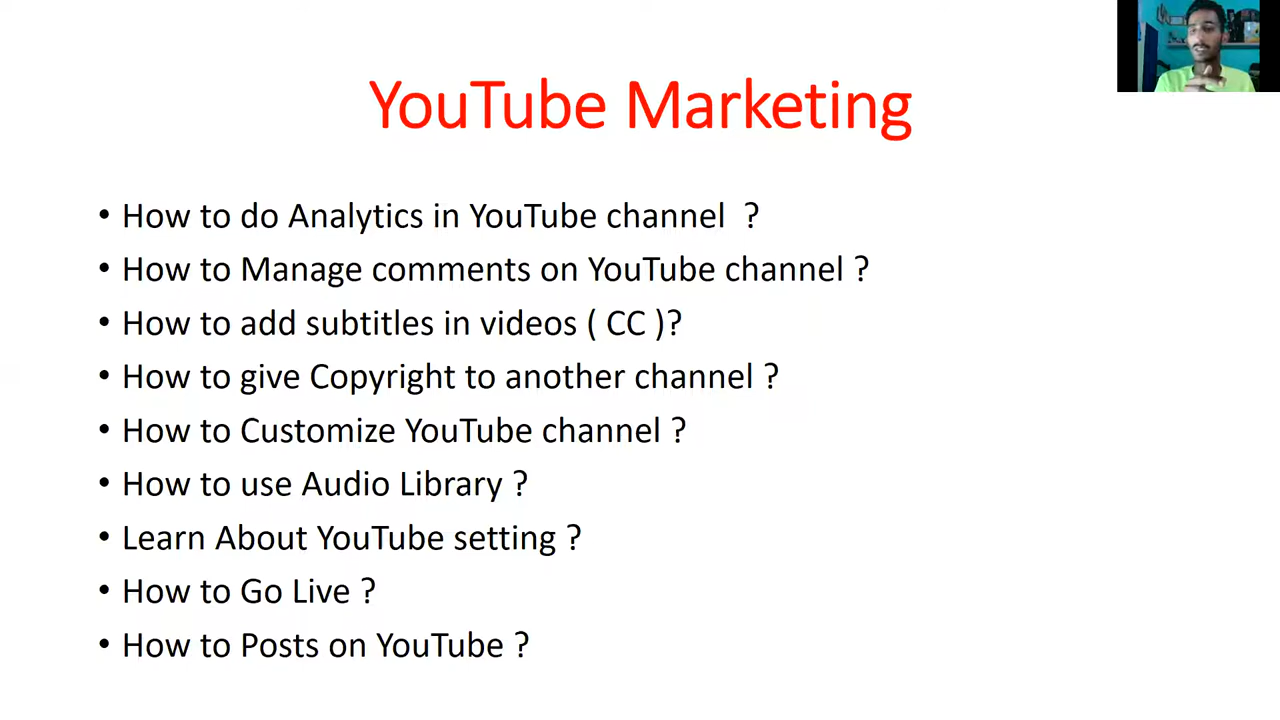 YouTube Marketing
• How to do Analytics in YouTube channel  ?
• How to Manage comments on YouTube channel ?
• How to add subtitles in videos ( CC )?
• How to give Copyright to another channel ?
• How to Customize YouTube channel ?
• How to use Audio Library ?
• Learn About YouTube setting ?
• How to Go Live ?
• How to Posts on YouTube ?